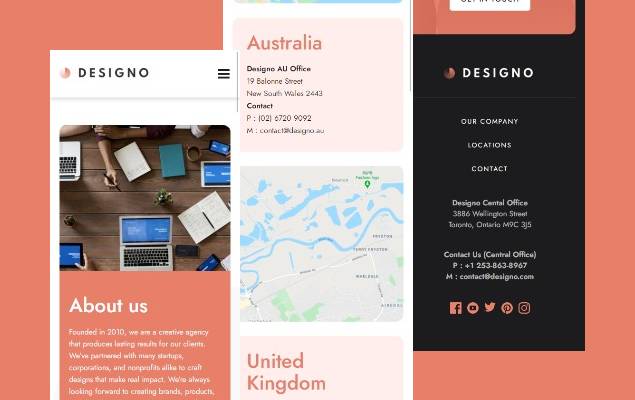 DESIGNO
About us
Founded in 2010, we are a creative agency
that produces lasting results for our clients.
We've partnered with many startups,
corporations, and nonprofits alike to craft
designs that make real impact. We're always
looking forward to creating brands, products,
Australia
Designo AU Office
19 Balonne Street
New South Wales 2443
Contact
P : (02) 6720 9092
M : contact@designo.au
United
Kingdom
GET IN TOUCH
DESIGNO
OUR COMPANY
LOCATIONS
CONTACT
Designo Cental Office
3886 Wellington Street
Toronto, Ontario M9C 3J5
Contact Us (Central Office)
P : +1 253-863-8967
M : contact@designo.com